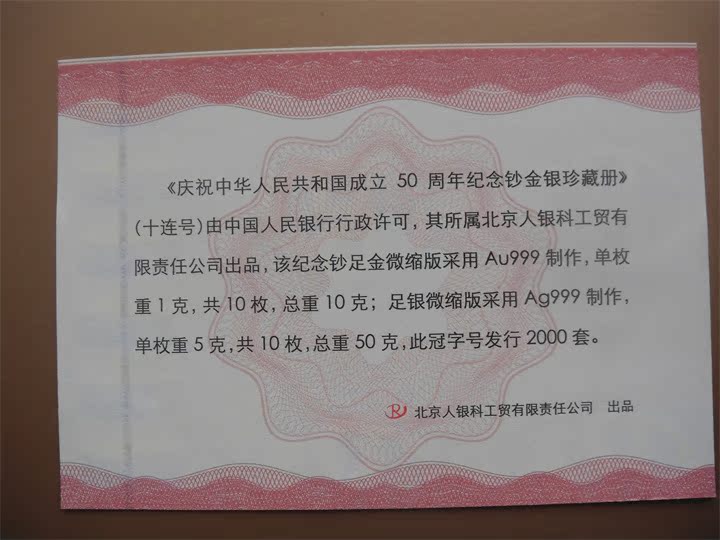 《庆祝中华人民共和国成立 50 周年纪念钞金银珍藏册》
(十连号)由中国人民银行行政许可，其所属北京人银科工贸有
限责任公司出品，该纪念钞足金微缩版采用 Au999 制作，单枚
重 1 克，共 10 枚，总重 10 克；足银微缩版采用 Ag999 制作，
单枚重 5 克，共 10 枚，总重 50 克，此冠字号发行 2000 套。
北京人银科工贸有限责任公司 出品